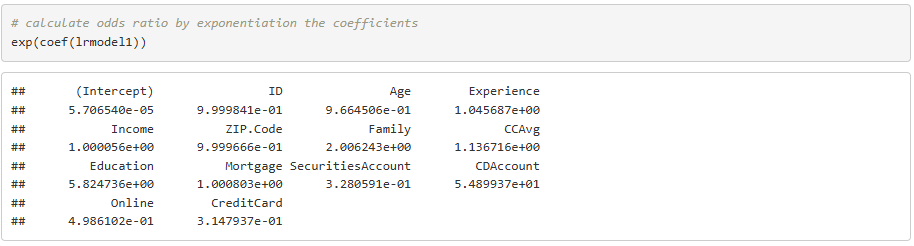 # calculate odds ratio by exponentiation the coefficients
exp(coef(lrmodel1))
##       (Intercept)                ID               Age        Experience
##      5.706540e-05      9.999841e-01      9.664506e-01      1.045687e+00
##            Income          ZIP.Code            Family             CCAvg
##      1.000056e+00      9.999666e-01      2.006243e+00      1.136716e+00
##         Education          Mortgage SecuritiesAccount         CDAccount
##      5.824736e+00      1.000803e+00      3.280591e-01      5.489937e+01
##            Online        CreditCard
##      4.986102e-01      3.147937e-01